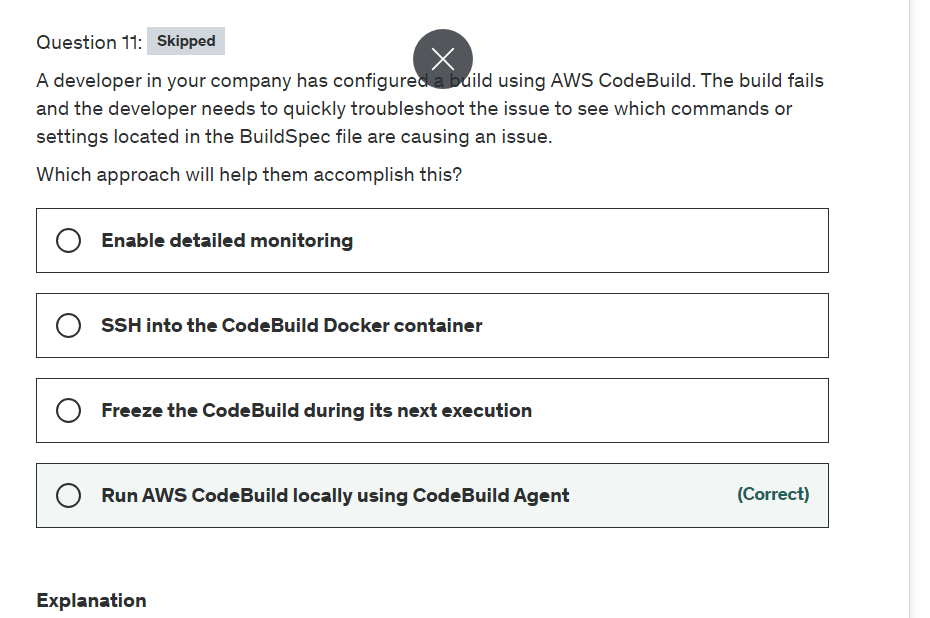 Question 11: Skipped
A developer in your company has configured a build using AWS CodeBuild. The build fails
and the developer needs to quickly troubleshoot the issue to see which commands or
settings located in the BuildSpec file are causing an issue.
Which approach will help them accomplish this?
Enable detailed monitoring
SSH into the CodeBuild Docker container
Freeze the CodeBuild during its next execution
Run AWS CodeBuild locally using CodeBuild Agent (Correct)
Explanation